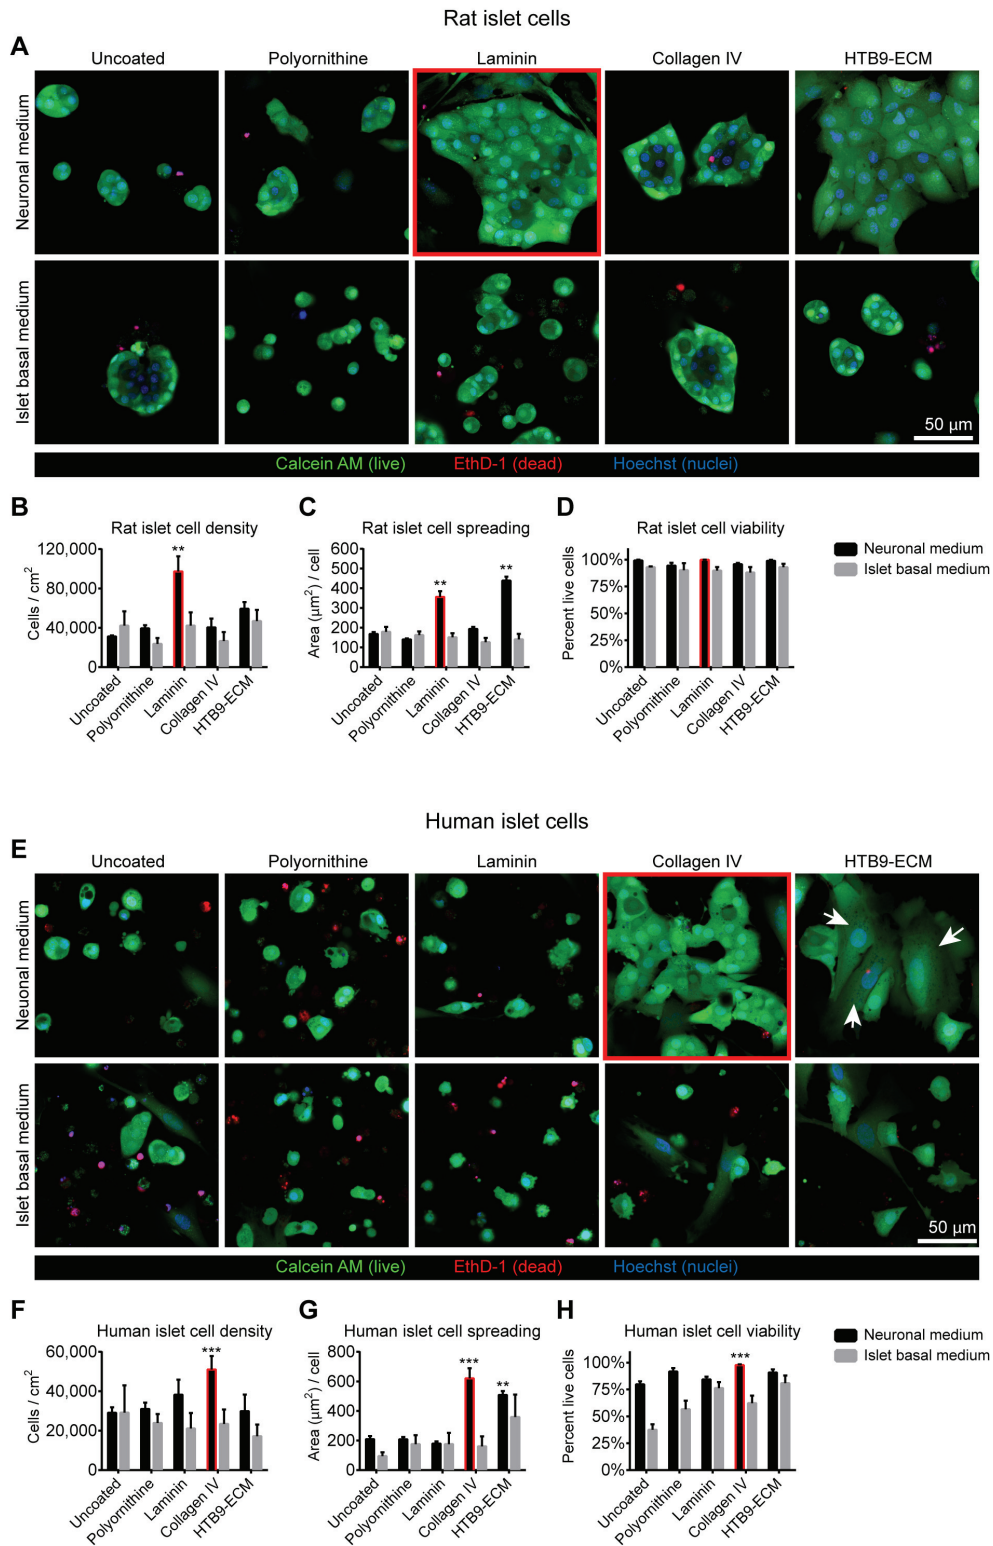 Rat islet cells
A
Uncoated Polyornithine Laminin Collagen IV HTB9-ECM
Neuronal medium
Islet basal medium
50 µm
Calcein AM (live) EthD-1 (dead) Hoechst (nuclei)
B
Rat islet cell density
Cells / cm²
120,000
80,000
40,000
0
**
Uncoated
Polyornithine
Laminin
Collagen IV
HTB9-ECM
C
Rat islet cell spreading
Area (µm²) / cell
600
500
400
300
200
100
0
**
**
Uncoated
Polyornithine
Laminin
Collagen IV
HTB9-ECM
D
Rat islet cell viability
Percent live cells
100%
75%
50%
25%
0%
Uncoated
Polyornithine
Laminin
Collagen IV
HTB9-ECM
Neuronal medium
Islet basal medium
Human islet cells
E
Uncoated Polyornithine Laminin Collagen IV HTB9-ECM
Neuonal medium
Islet basal medium
50 µm
Calcein AM (live) EthD-1 (dead) Hoechst (nuclei)
F
Human islet cell density
Cells / cm²
60,000
40,000
20,000
0
***
Uncoated
Polyornithine
Laminin
Collagen IV
HTB9-ECM
G
Human islet cell spreading
Area (µm²) / cell
800
600
400
200
0
***
**
Uncoated
Polyornithine
Laminin
Collagen IV
HTB9-ECM
H
Human islet cell viability
Percent live cells
100%
75%
50%
25%
0%
***
Uncoated
Polyornithine
Laminin
Collagen IV
HTB9-ECM
Neuronal medium
Islet basal medium